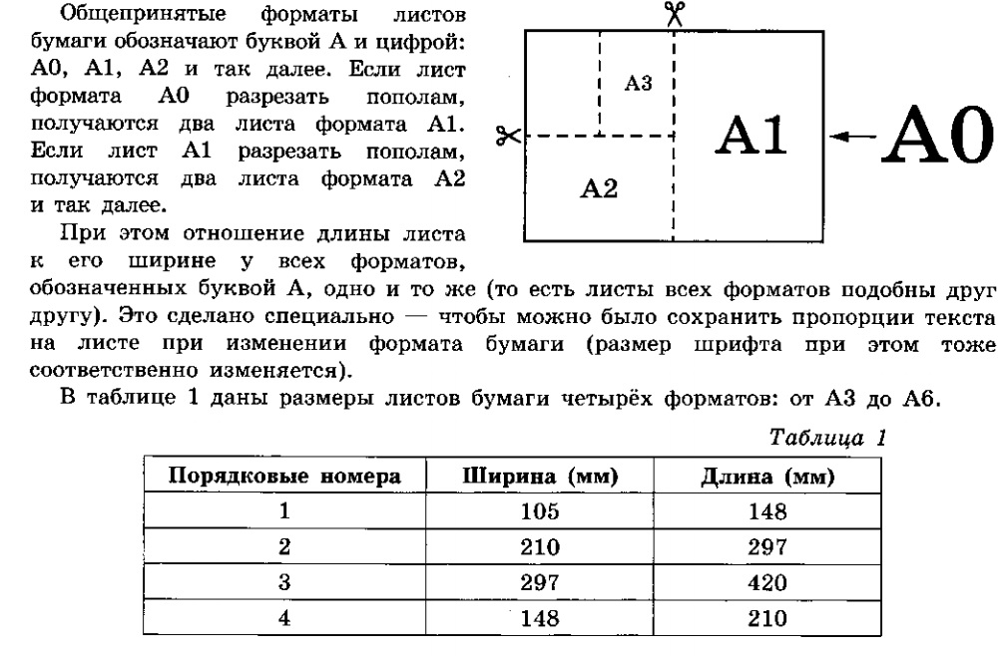 Общепринятые форматы листов
бумаги обозначают буквой А и цифрой:
А0, А1, А2 и так далее. Если лист
формата А0 разрезать пополам,
получаются два листа формата А1.
Если лист А1 разрезать пополам,
получаются два листа формата А2
и так далее.
При этом отношение длины листа
к его ширине у всех форматов,
обозначенных буквой А, одно и то же (то есть листы всех форматов подобны друг
другу). Это сделано специально — чтобы можно было сохранить пропорции текста
на листе при изменении формата бумаги (размер шрифта при этом тоже
соответственно изменяется).
В таблице 1 даны размеры листов бумаги четырёх форматов: от А3 до А6.
А3
А1
А0
А2
Таблица 1
Порядковые номера Ширина (мм) Длина (мм)
1 105 148
2 210 297
3 297 420
4 148 210